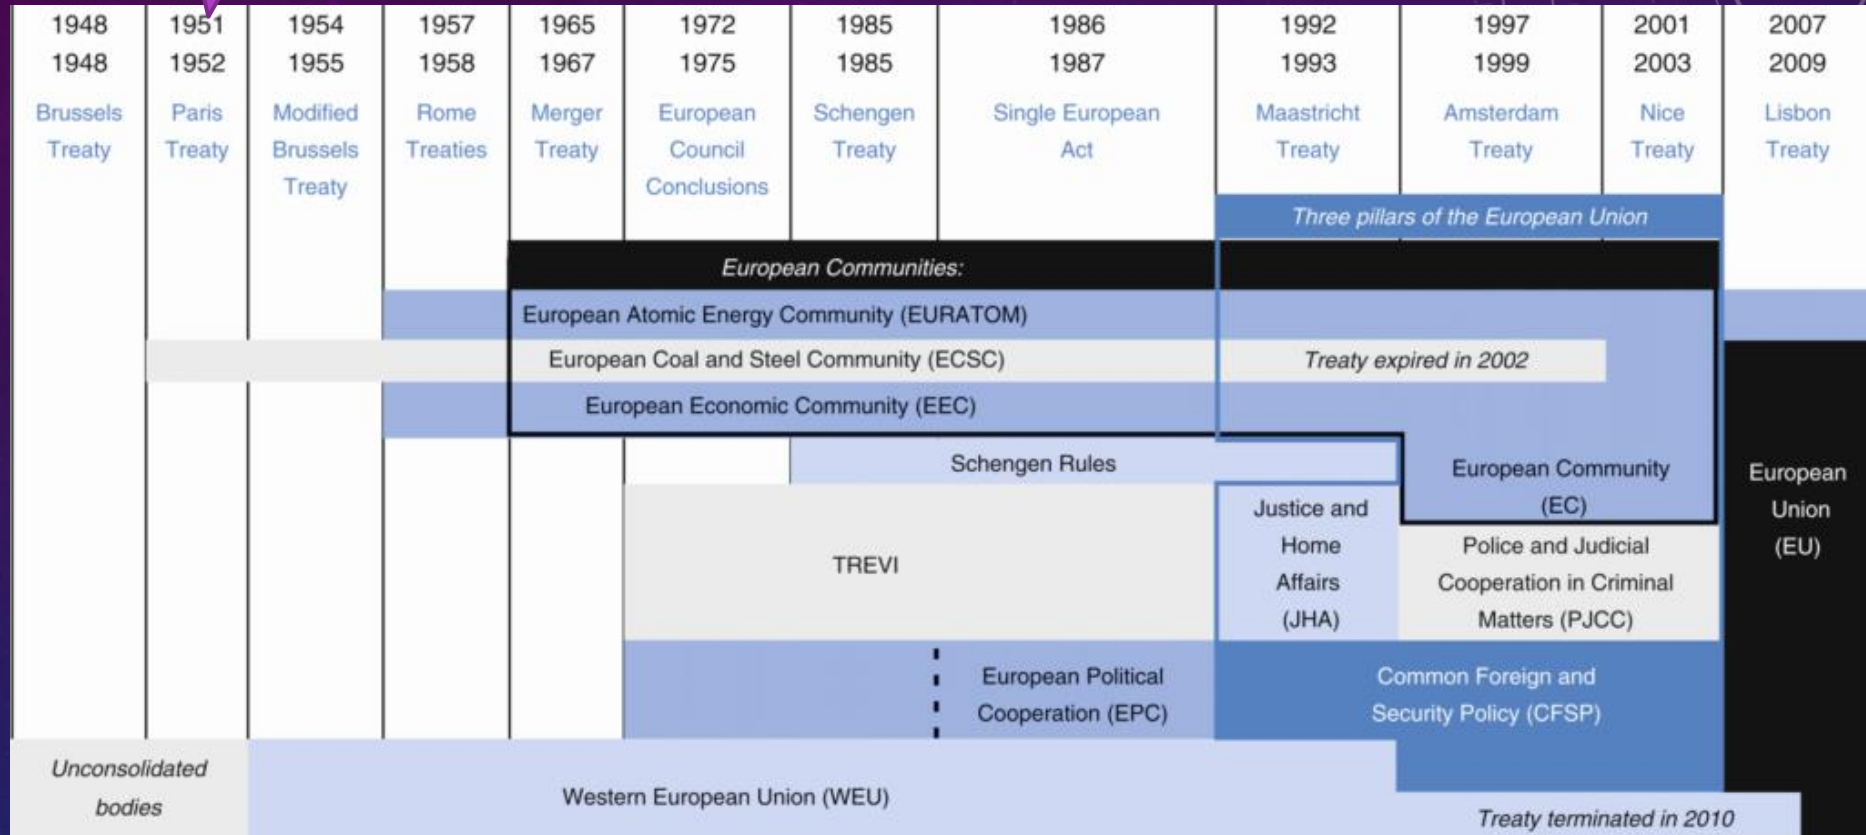 1948 1951 1954 1957 1965 1972 1985 1986 1992 1997 2001 2007
1948 1952 1955 1958 1967 1975 1985 1987 1993 1999 2003 2009
Brussels Paris Modified Rome Merger European Schengen Single European Maastricht Amsterdam Nice Lisbon
Treaty Treaty Brussels Treaties Treaty Council Treaty Act Treaty Treaty Treaty Treaty
Treaty Conclusions
Three pillars of the European Union
European Communities:
European Atomic Energy Community (EURATOM)
European Coal and Steel Community (ECSC) Treaty expired in 2002
European Economic Community (EEC)
Schengen Rules
European Community
(EC)
European
Union
(EU)
Justice and
Home
Affairs
(JHA)
Police and Judicial
Cooperation in Criminal
Matters (PJCC)
TREVI
European Political
Cooperation (EPC)
Common Foreign and
Security Policy (CFSP)
Unconsolidated
bodies
Western European Union (WEU)
Treaty terminated in 2010